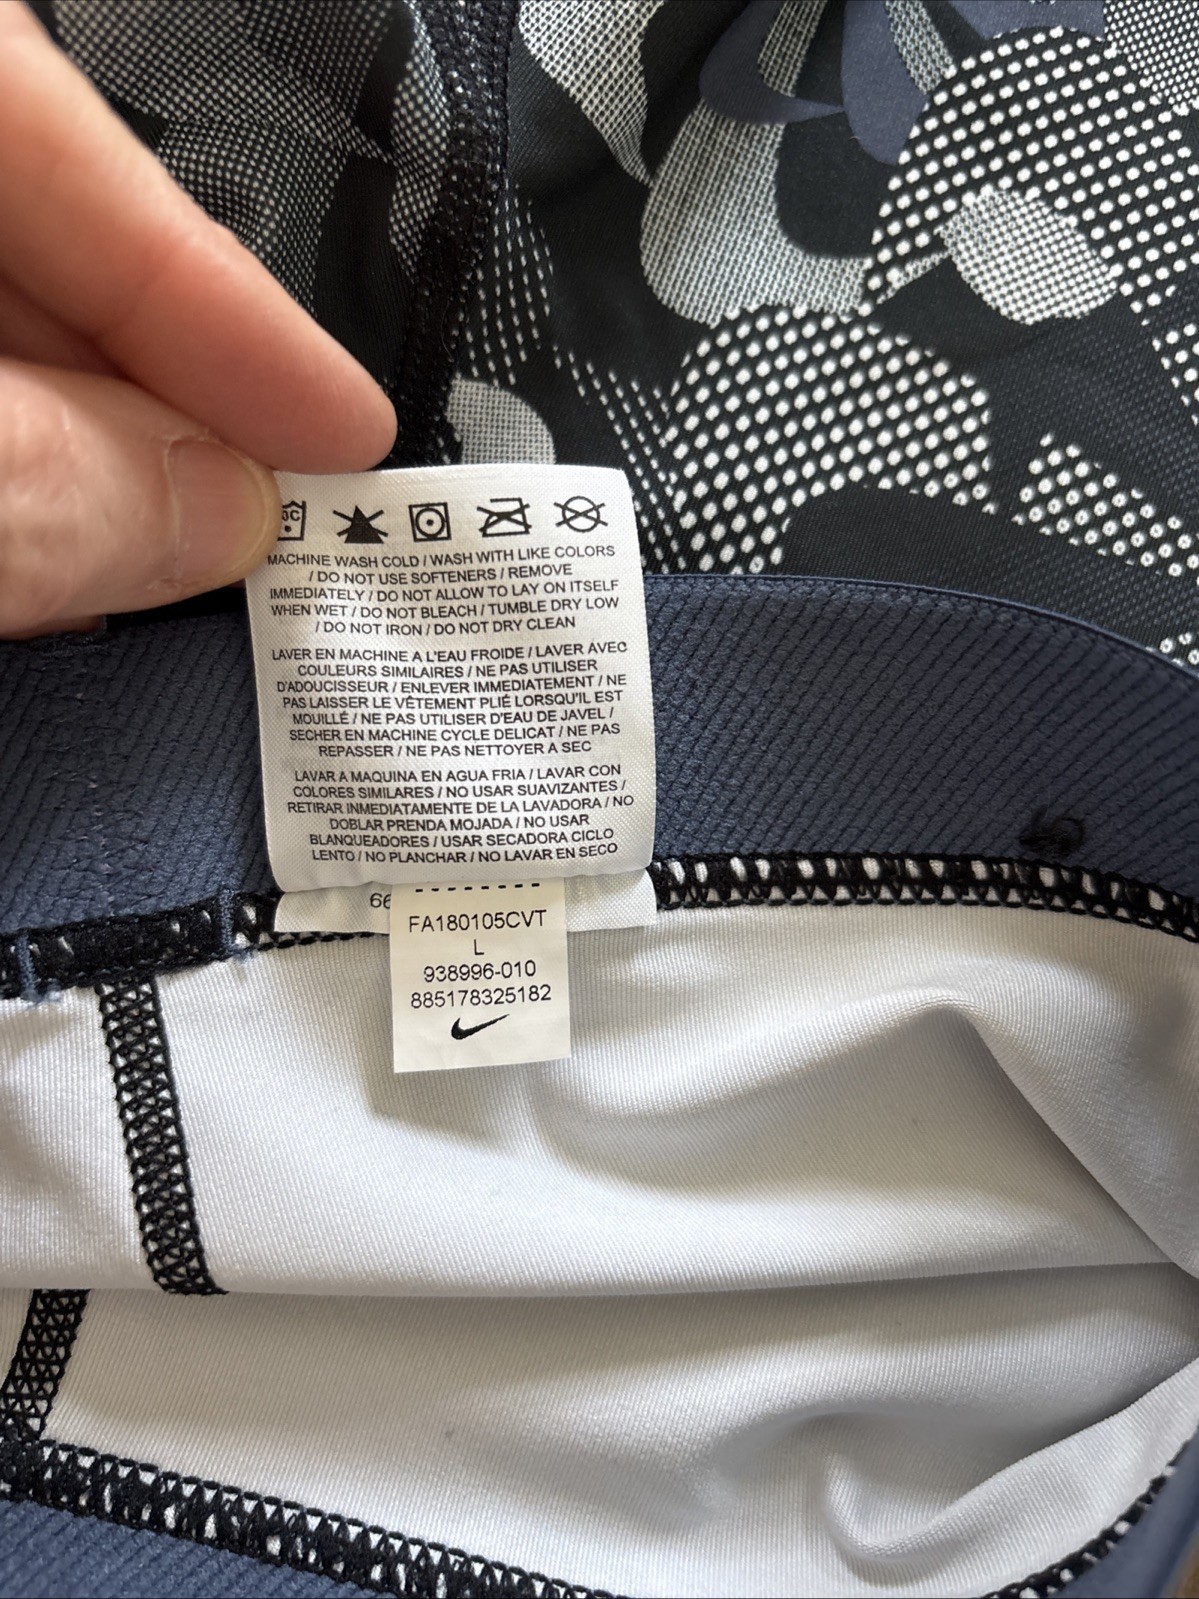 MACHINE WASH COLD / WASH WITH LIKE COLORS
/ DO NOT USE SOFTENERS / REMOVE
IMMEDIATELY / DO NOT ALLOW TO LAY ON ITSELF
WHEN WET / DO NOT BLEACH / TUMBLE DRY LOW
/ DO NOT IRON / DO NOT DRY CLEAN
LAVER EN MACHINE A L'EAU FROIDE / LAVER AVEC
COULEURS SIMILAIRES / NE PAS UTILISER
D'ADOUCISSEUR / ENLEVER IMMEDIATEMENT / NE
PAS LAISSER LE VÊTEMENT PLIÉ LORSQU'IL EST
MOUILLÉ / NE PAS UTILISER D'EAU DE JAVEL /
SECHER EN MACHINE CYCLE DELICAT / NE PAS
REPASSER / NE PAS NETTOYER A SEC
LAVAR A MAQUINA EN AGUA FRIA / LAVAR CON
COLORES SIMILARES / NO USAR SUAVIZANTES /
RETIRAR INMEDIATAMENTE DE LA LAVADORA / NO
DOBLAR PRENDA MOJADA / NO USAR
BLANQUEADORES / USAR SECADORA CICLO
LENTO / NO PLANCHAR / NO LAVAR EN SECO
FA180105CVT
L
938996-010
885178325182